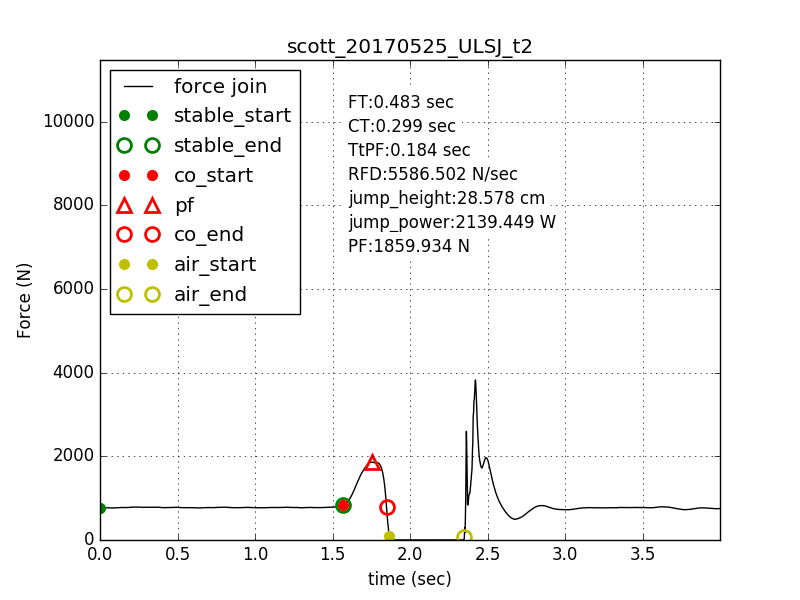 scott_20170525_ULSJ_t2
force join
stable_start
stable_end
co_start
pf
co_end
air_start
air_end
FT:0.483 sec
CT:0.299 sec
TtPF:0.184 sec
RFD:5586.502 N/sec
jump_height:28.578 cm
jump_power:2139.449 W
PF:1859.934 N
Force (N)
10000
8000
6000
4000
2000
0
0.0 0.5 1.0 1.5 2.0 2.5 3.0 3.5
time (sec)